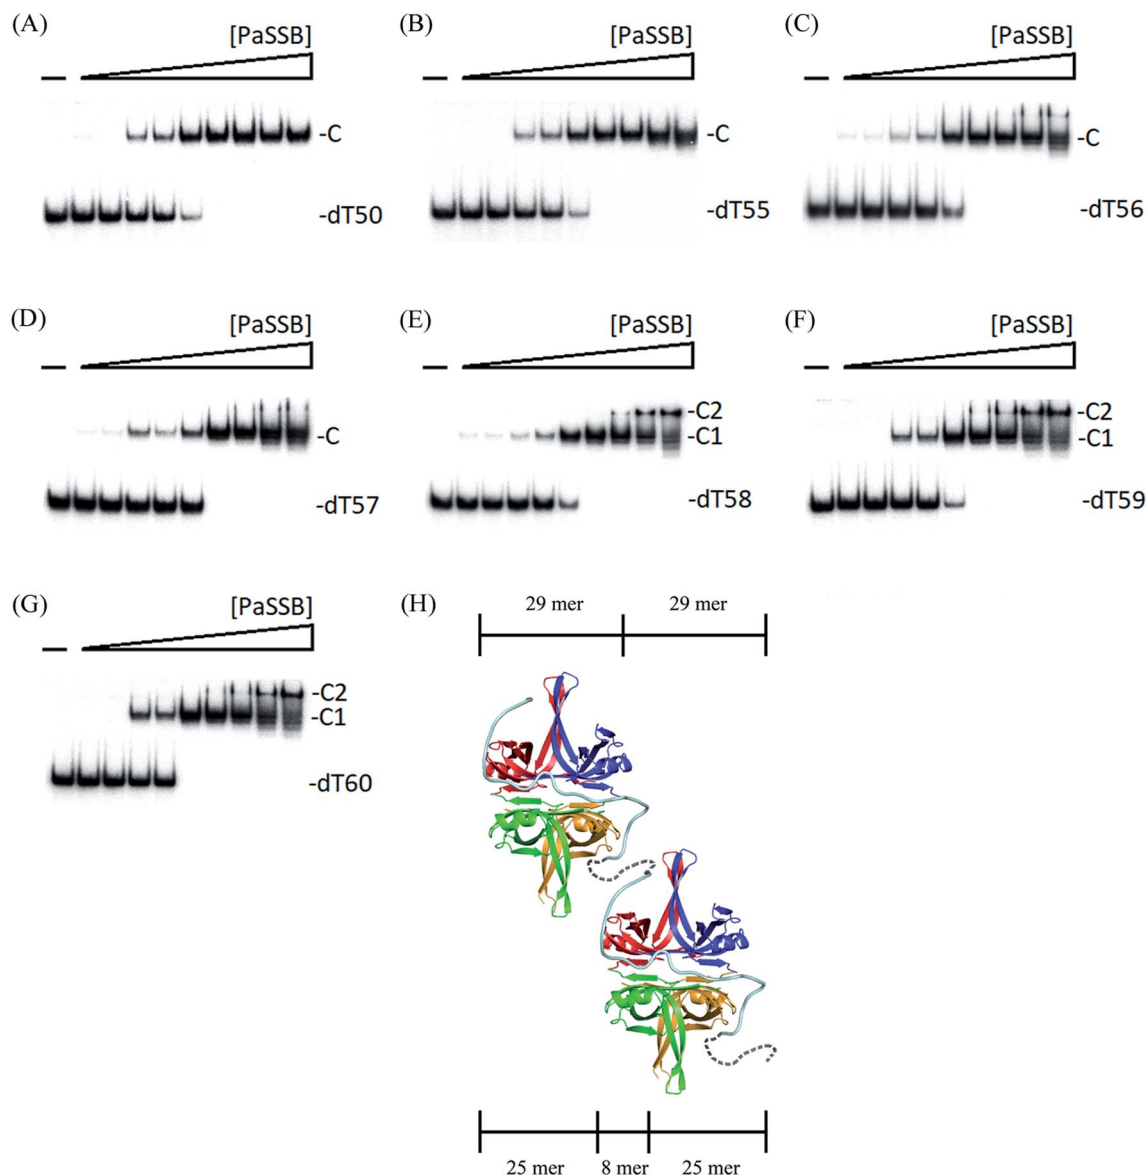 (A)
[PaSSB]
-C
-dT50
(B)
[PaSSB]
-C
-dT55
(C)
[PaSSB]
-C
-dT56
(D)
[PaSSB]
-C
-dT57
(E)
[PaSSB]
-C2
-C1
-dT58
(F)
[PaSSB]
-C2
-C1
-dT59
(G)
[PaSSB]
-C2
-C1
-dT60
(H)
29 mer 29 mer
25 mer 8 mer 25 mer